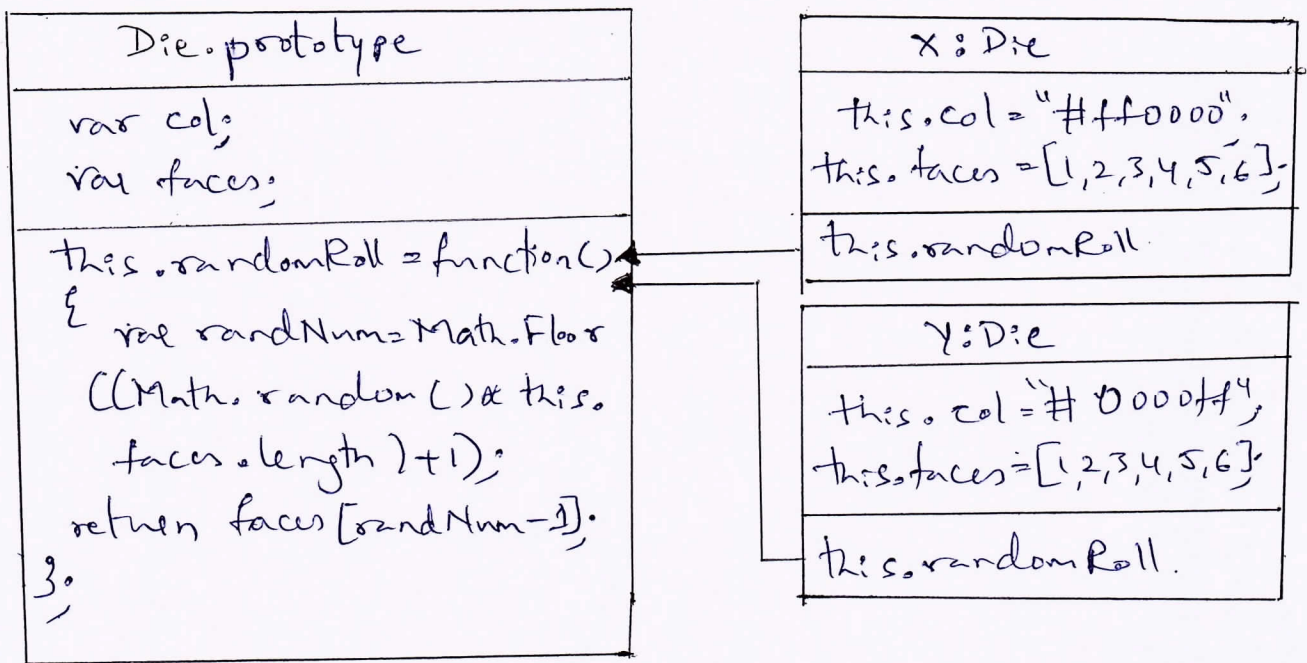 Die.prototype
var col;
var faces;
this.randomRoll = function()
{
var randNum = Math.Floor
((Math.random() * this.
faces.length)+1);
return faces[randNum-1];
};
X : Die
this.col = "#ff0000".
this.faces = [1,2,3,4,5,6];
this.randomRoll.
Y : Die
this.col = "#0000ff";
this.faces = [1,2,3,4,5,6];
this.randomRoll.